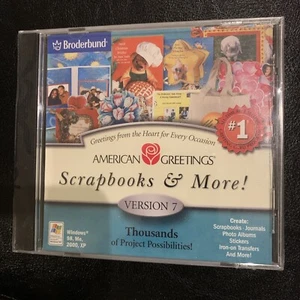 Broderbund
#1
Greetings from the Heart for Every Occasion
AMERICAN GREETINGS
Scrapbooks & More!
VERSION 7
Thousands
of Project Possibilities!
Windows®
98, Me,
2000, XP
Create:
Scrapbooks Journals
Photo Albums
Stickers
Iron-on Transfers
And More!